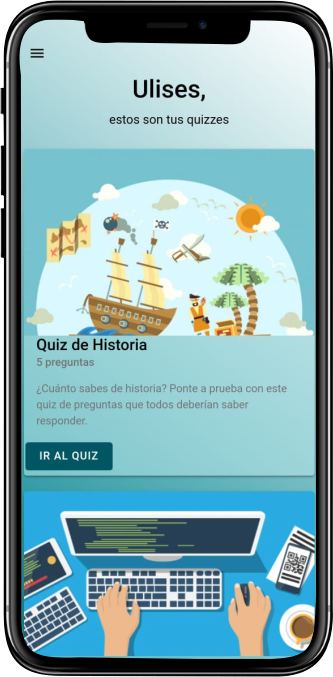 Ulises,
estos son tus quizzes
Quiz de Historia
5 preguntas
¿Cuánto sabes de historia? Ponte a prueba con este
quiz de preguntas que todos deberían saber
responder.
IR AL QUIZ